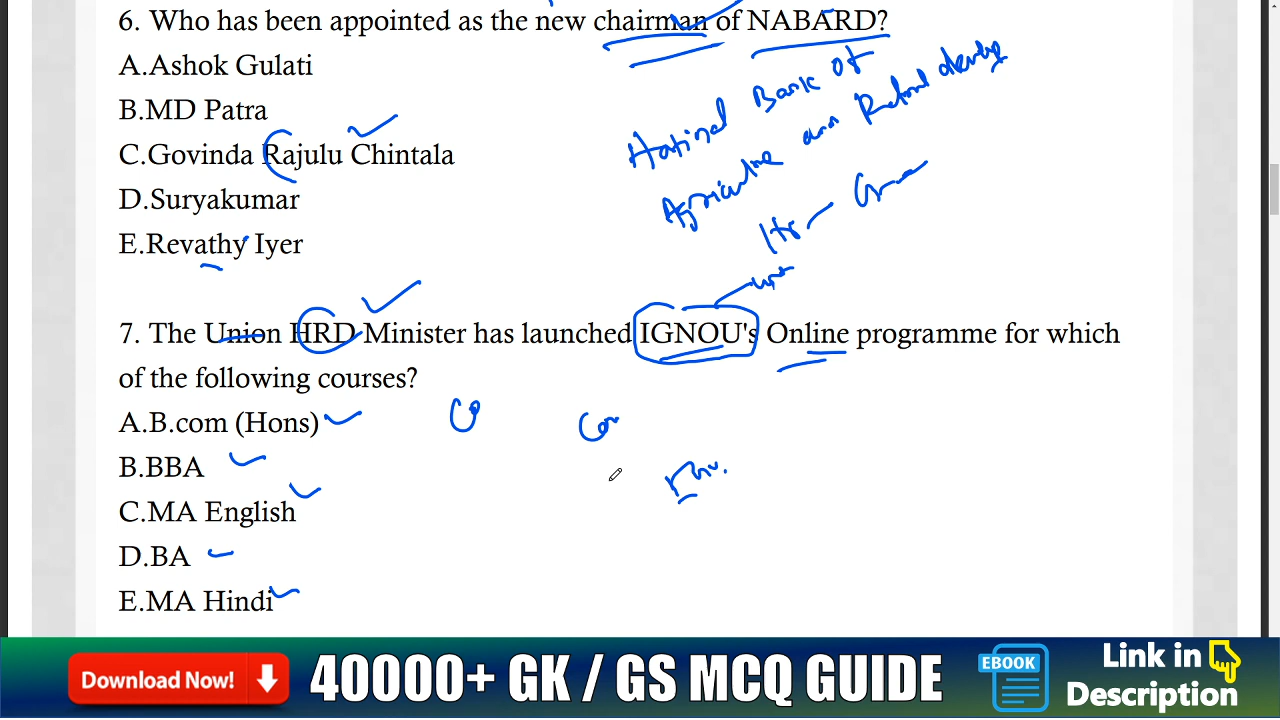 6. Who has been appointed as the new chairman of NABARD?
A.Ashok Gulati
B.MD Patra
C.Govinda Rajulu Chintala
D.Suryakumar
E.Revathy Iyer
Bank of
7. The Union HRD Minister has launched IGNOU's Online programme for which
of the following courses?
A.B.com (Hons)
B.BBA
C.MA English
D.BA
E.MA Hindi
Download Now! 40000+ GK / GS MCQ GUIDE EBOOK Link in
Description